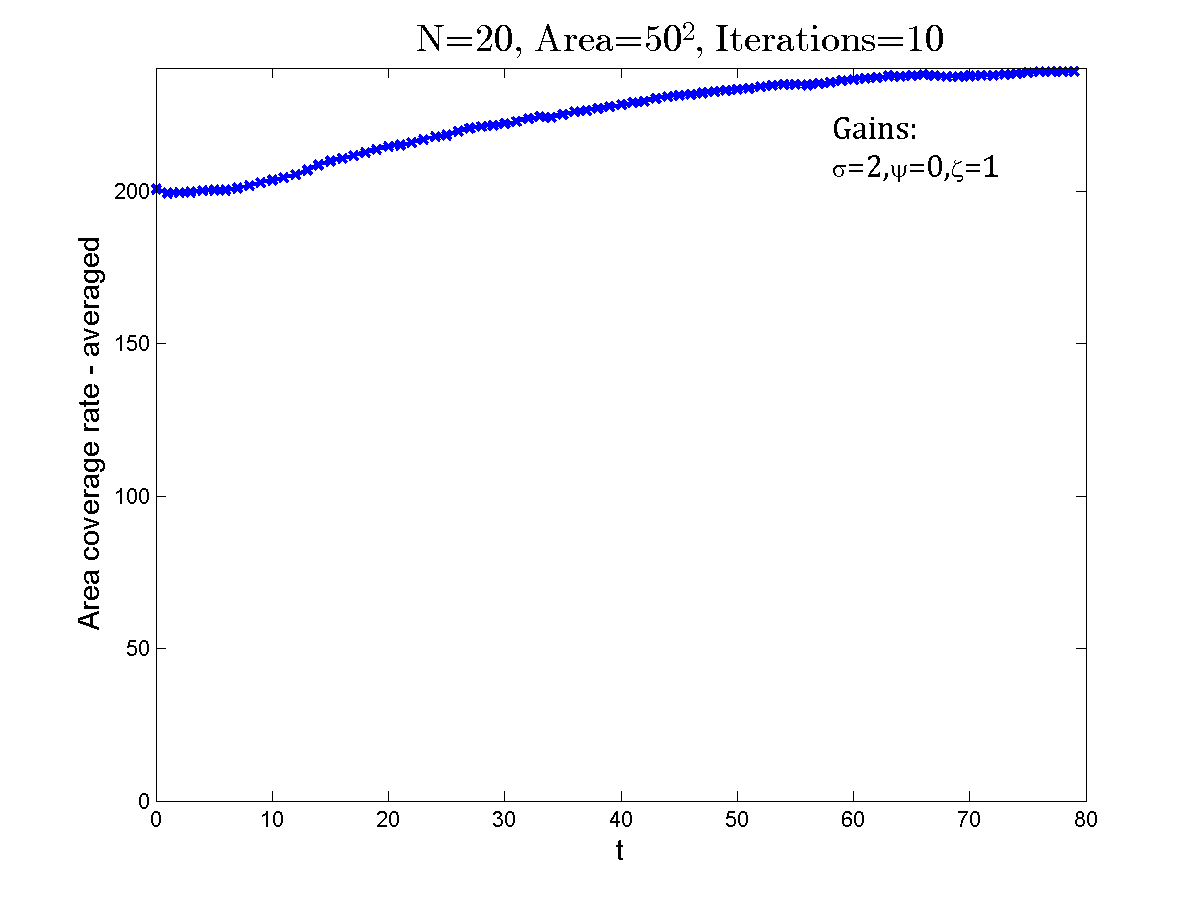 N=20, Area=50², Iterations=10
Gains:
σ=2,ψ=0,ζ=1
200
150
100
50
0
Area coverage rate - averaged
0 10 20 30 40 50 60 70 80
t